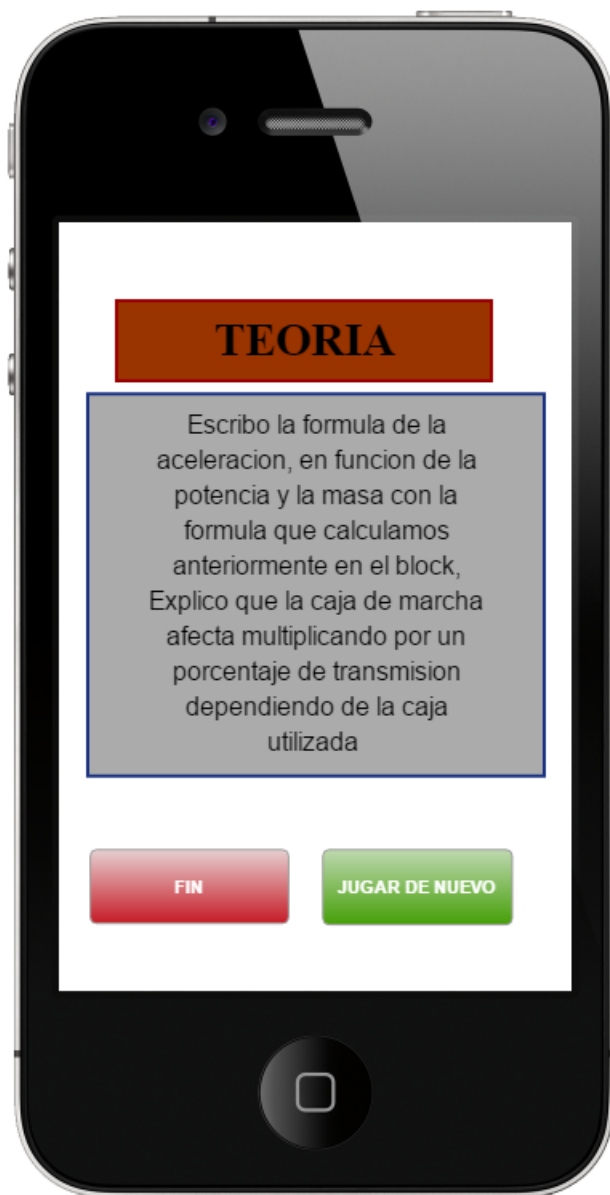 TEORIA
Escribo la formula de la
aceleracion, en funcion de la
potencia y la masa con la
formula que calculamos
anteriormente en el block,
Explico que la caja de marcha
afecta multiplicando por un
porcentaje de transmision
dependiendo de la caja
utilizada
FIN
JUGAR DE NUEVO